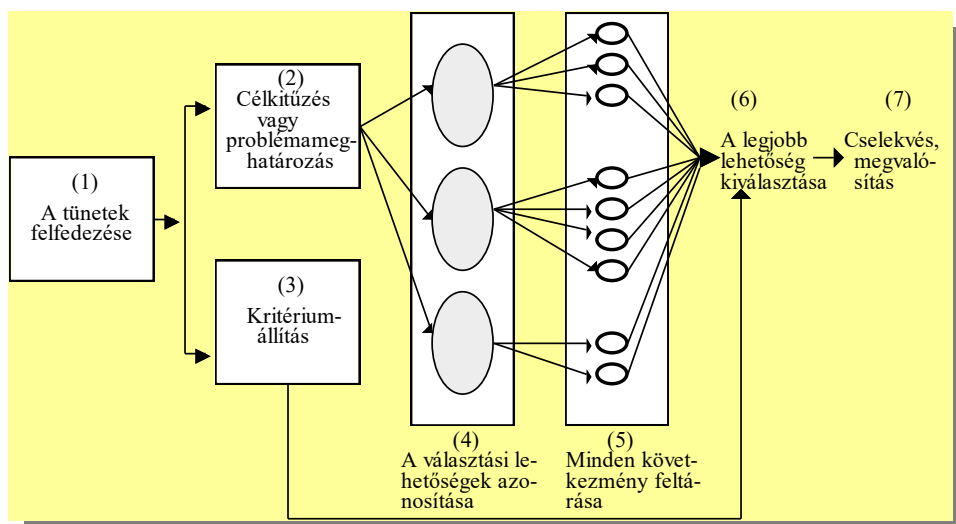 (1)
A tünetek
felfedezése
(2)
Célkitűzés
vagy
problémameg-
határozás
(3)
Kritérium-
állítás
(4)
A választási le-
hetőségek azo-
nosítása
(5)
Minden követ-
kezmény feltá-
rása
(6)
A legjobb
lehetőség
kiválasztása
(7)
Cselekvés,
megvaló-
sítás